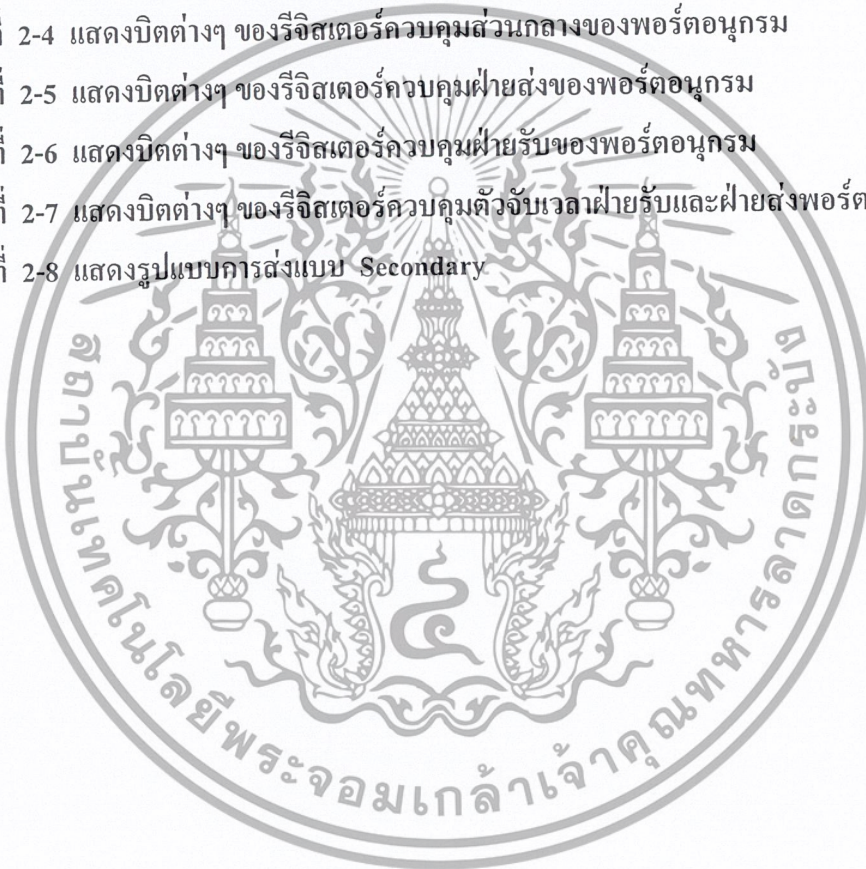 ที่ 2-4 แสดงบิตต่างๆ ของรีจิสเตอร์ควบคุมส่วนกลางของพอร์ตอนุกรม
ที่ 2-5 แสดงบิตต่างๆ ของรีจิสเตอร์ควบคุมฝ่ายส่งของพอร์ตอนุกรม
ที่ 2-6 แสดงบิตต่างๆ ของรีจิสเตอร์ควบคุมฝ่ายรับของพอร์ตอนุกรม
ที่ 2-7 แสดงบิตต่างๆ ของรีจิสเตอร์ควบคุมตัวจับเวลาฝ่ายรับและฝ่ายส่งพอร์ต
ที่ 2-8 แสดงรูปแบบการส่งแบบ Secondary
สถาบันเทคโนโลยีพระจอมเกล้าเจ้าคุณทหารลาดกระบัง